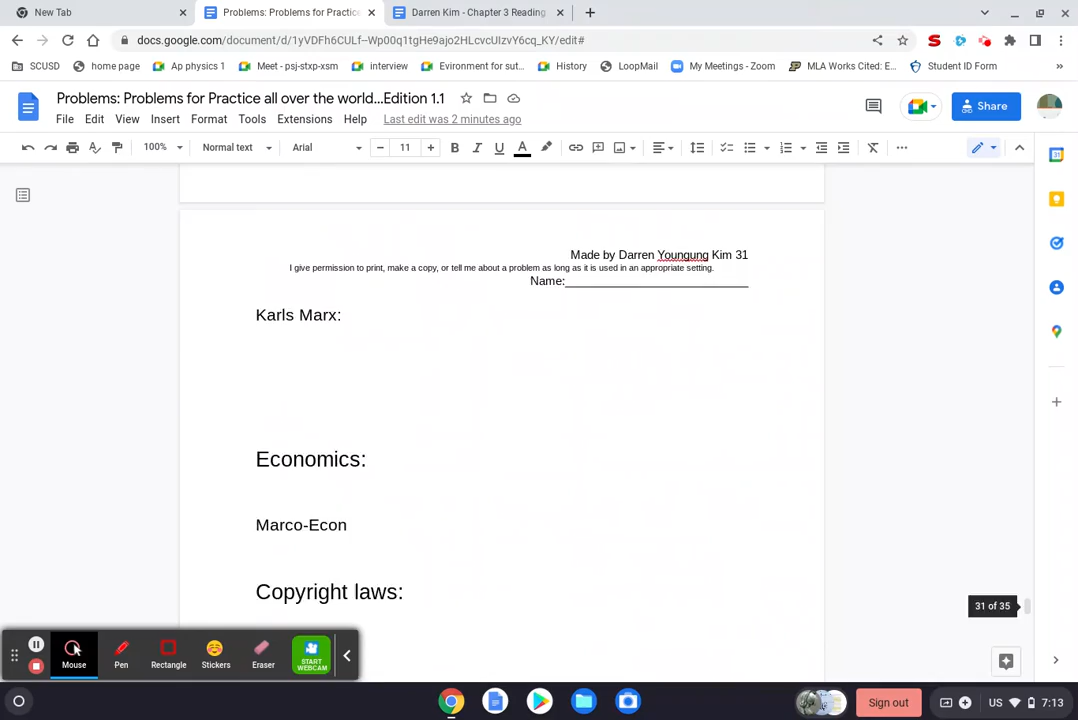 New Tab
Problems: Problems for Practice
Darren Kim - Chapter 3 Reading
docs.google.com/document/d/1yVDFh6CULf--Wp00q1tgHe9ajo2HLcvcUIzvY6cq_KY/edit#
SCUSD
home page
Ap physics 1
Meet - psj-stxp-xsm
interview
Evironment for sut...
History
LoopMail
My Meetings - Zoom
MLA Works Cited: E...
Student ID Form
Problems: Problems for Practice all over the world...Edition 1.1
Share
File Edit View Insert Format Tools Extensions Help Last edit was 2 minutes ago
100% Normal text Arial 11
Made by Darren Youngung Kim 31
I give permission to print, make a copy, or tell me about a problem as long as it is used in an appropriate setting.
Name:____________________________
Karls Marx:
Economics:
Marco-Econ
Copyright laws:
31 of 35
Mouse
Pen
Rectangle
Stickers
Eraser
START
WEBCAM
Sign out
US
7:13